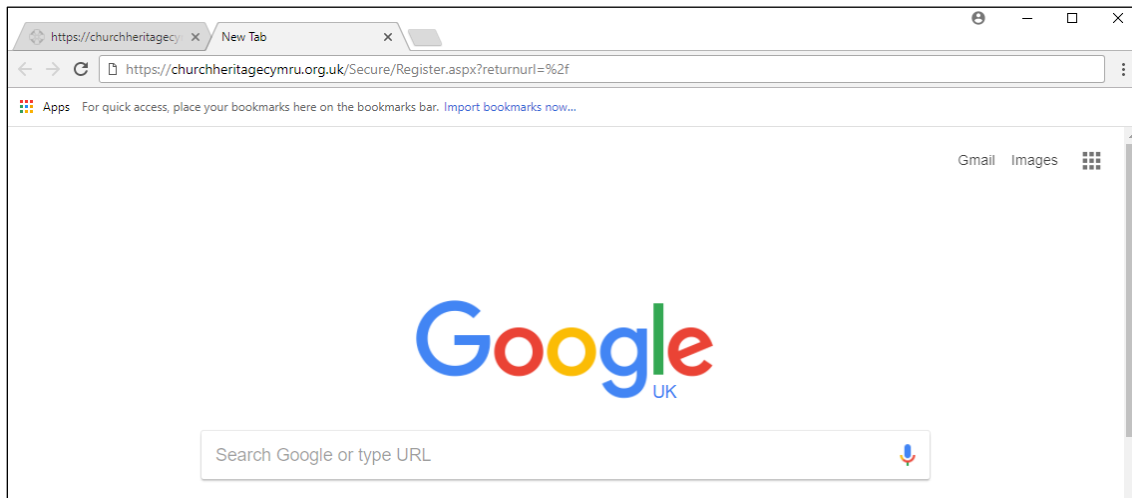 https://churchheritagecy
New Tab
https://churchheritagecymru.org.uk/Secure/Register.aspx?returnurl=%2f
Apps For quick access, place your bookmarks here on the bookmarks bar. Import bookmarks now...
Gmail Images
Google
UK
Search Google or type URL